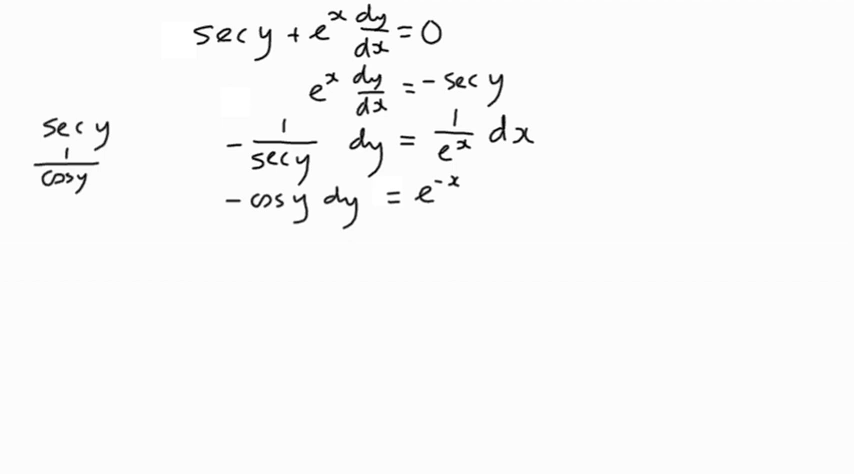 sec y + e^x dy/dx = 0
e^x dy/dx = - sec y
sec y
- 1/sec y dy = 1/e^x dx
1/cos y
- cos y dy = e^-x